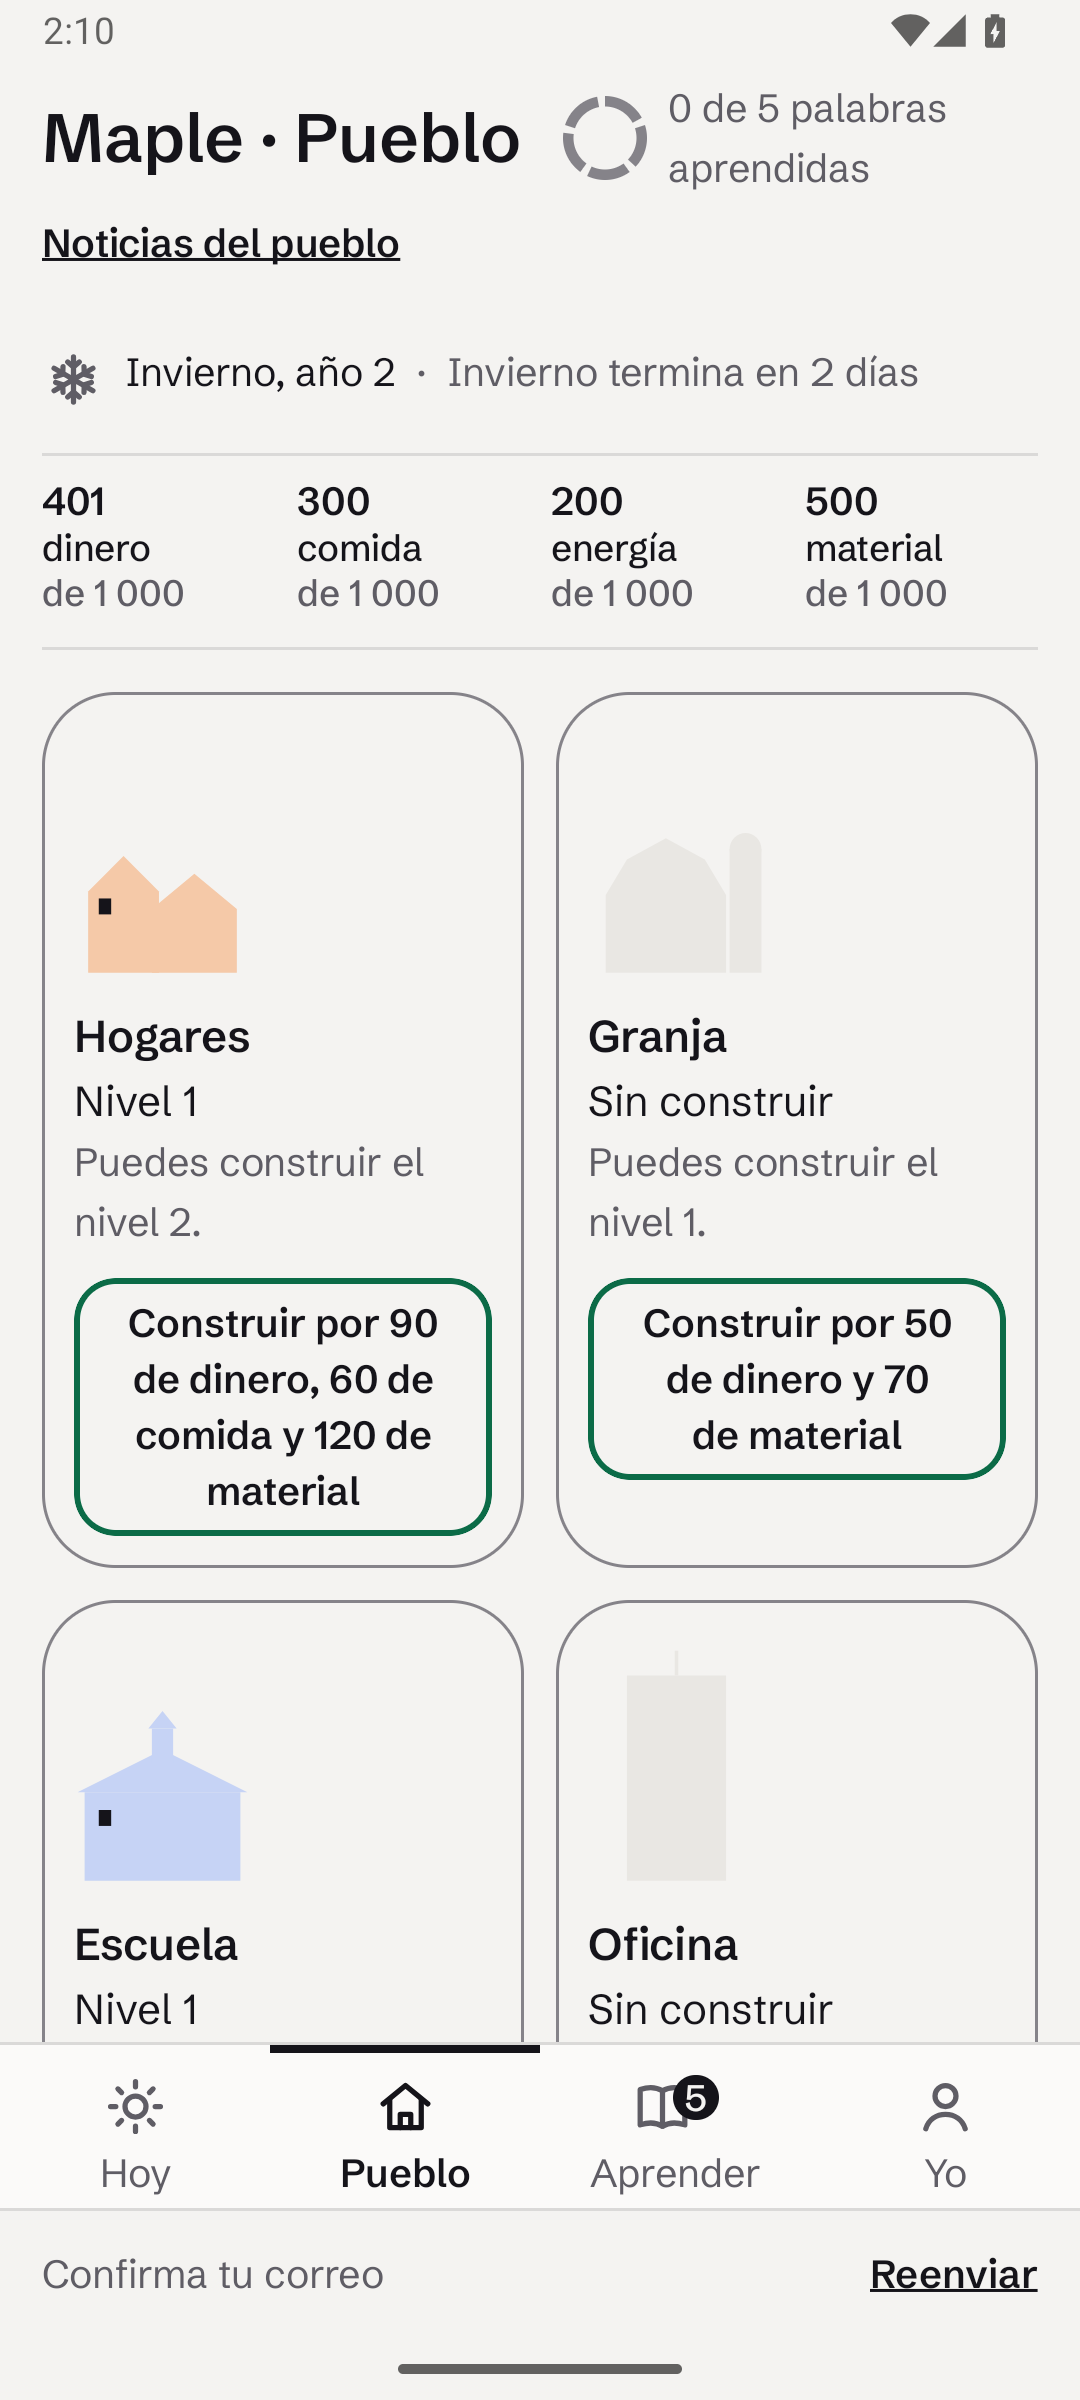 2:10
Maple · Pueblo
0 de 5 palabras
aprendidas
Noticias del pueblo
Invierno, año 2 · Invierno termina en 2 días
401
dinero
de 1 000
300
comida
de 1 000
200
energía
de 1 000
500
material
de 1 000
Hogares
Nivel 1
Puedes construir el
nivel 2.
Construir por 90
de dinero, 60 de
comida y 120 de
material
Granja
Sin construir
Puedes construir el
nivel 1.
Construir por 50
de dinero y 70
de material
Escuela
Nivel 1
Oficina
Sin construir
Hoy
Pueblo
5
Aprender
Yo
Confirma tu correo
Reenviar